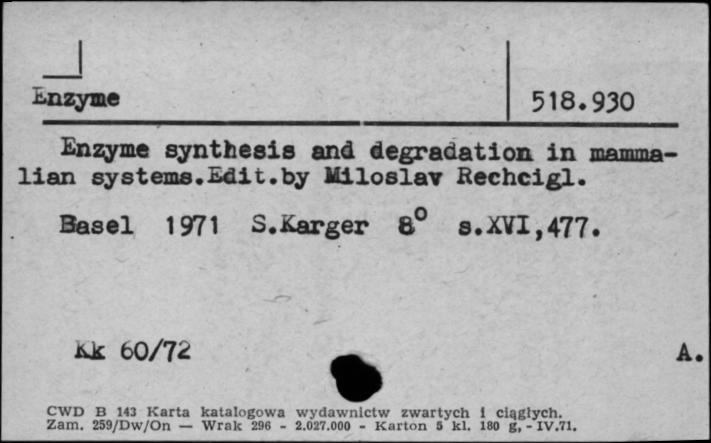 Enzyme
518.930
Enzyme synthesis and degradation in mamma-
lian systems.Edit.by Miloslav Rechcigl.
Basel 1971 S.Karger 8° s.XVI,477.
Kk 60/72
A.
CWD B 143 Karta katalogowa wydawnictw zwartych i ciągłych.
Zam. 259/Dw/On — Wrak 296 - 2.027.000 - Karton 5 kl. 180 g, - IV.71.